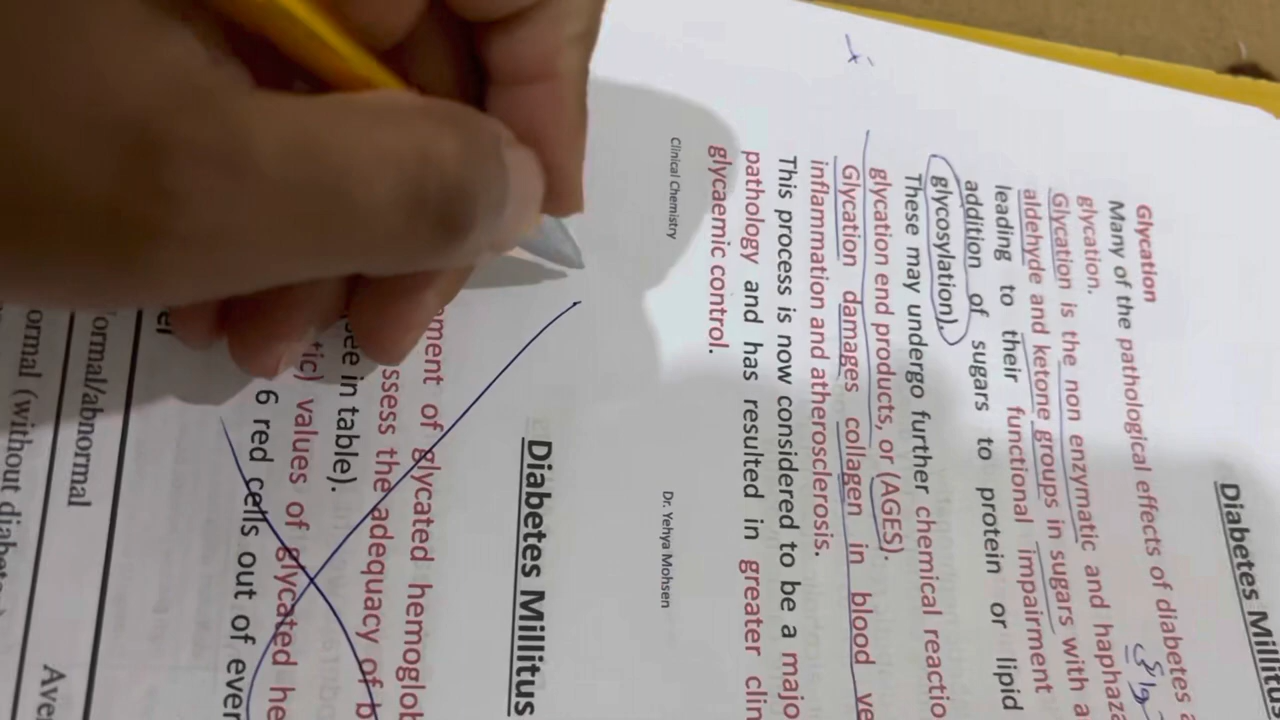 Diabetes Millitus
Glycation
Many of the pathological effects of diabetes
glycation.
Glycation is the non enzymatic and haphaza
aldehyde and ketone groups in sugars with a
leading to their functional impairment
addition of sugars to protein or lipid
glycosylation).
These may undergo further chemical reactio
glycation end products, or (AGES).
Glycation damages collagen in blood ve
inflammation and atherosclerosis.
This process is now considered to be a majo
pathology and has resulted in greater clin
glycaemic control.
Clinical Chemistry Dr. Yehya Mohsen
Diabetes Millitus
ment of glycated hemoglob
ssess the adequacy of b
ee in table).
tic) values of glycated he
6 red cells out of ever
er
ormal/abnormal Aver
ormal (without diabetes)